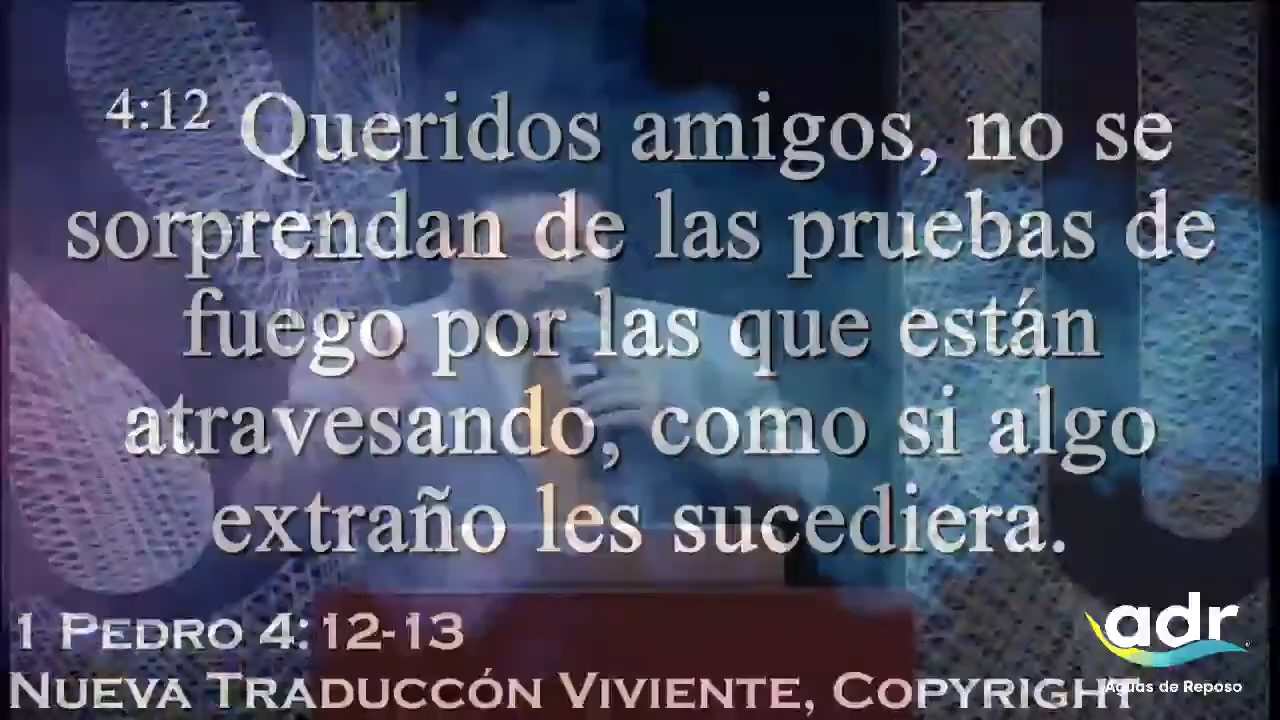 4:12 Queridos amigos, no se
sorprendan de las pruebas de
fuego por las que están
atravesando, como si algo
extraño les sucediera.
1 Pedro 4:12-13
Nueva Traduccón Viviente, Copyright
adr
Aguas de Reposo